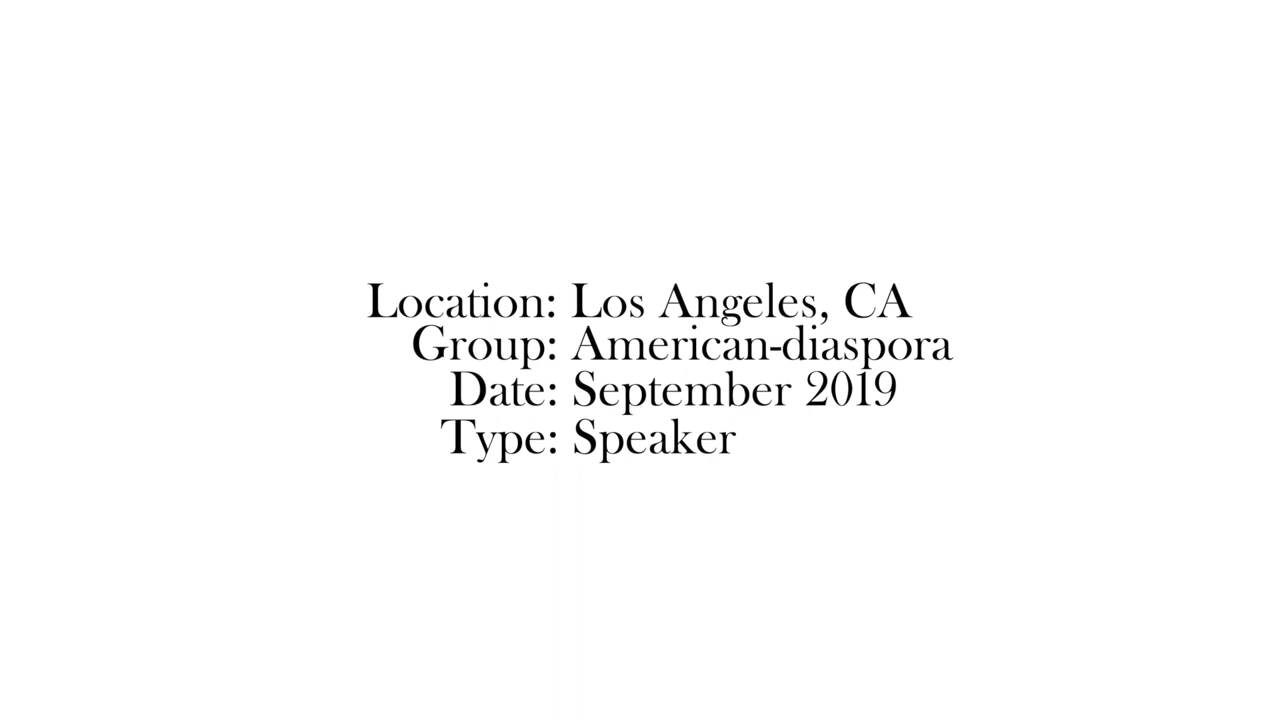 Location: Los Angeles, CA
Group: American-diaspora
Date: September 2019
Type: Speaker